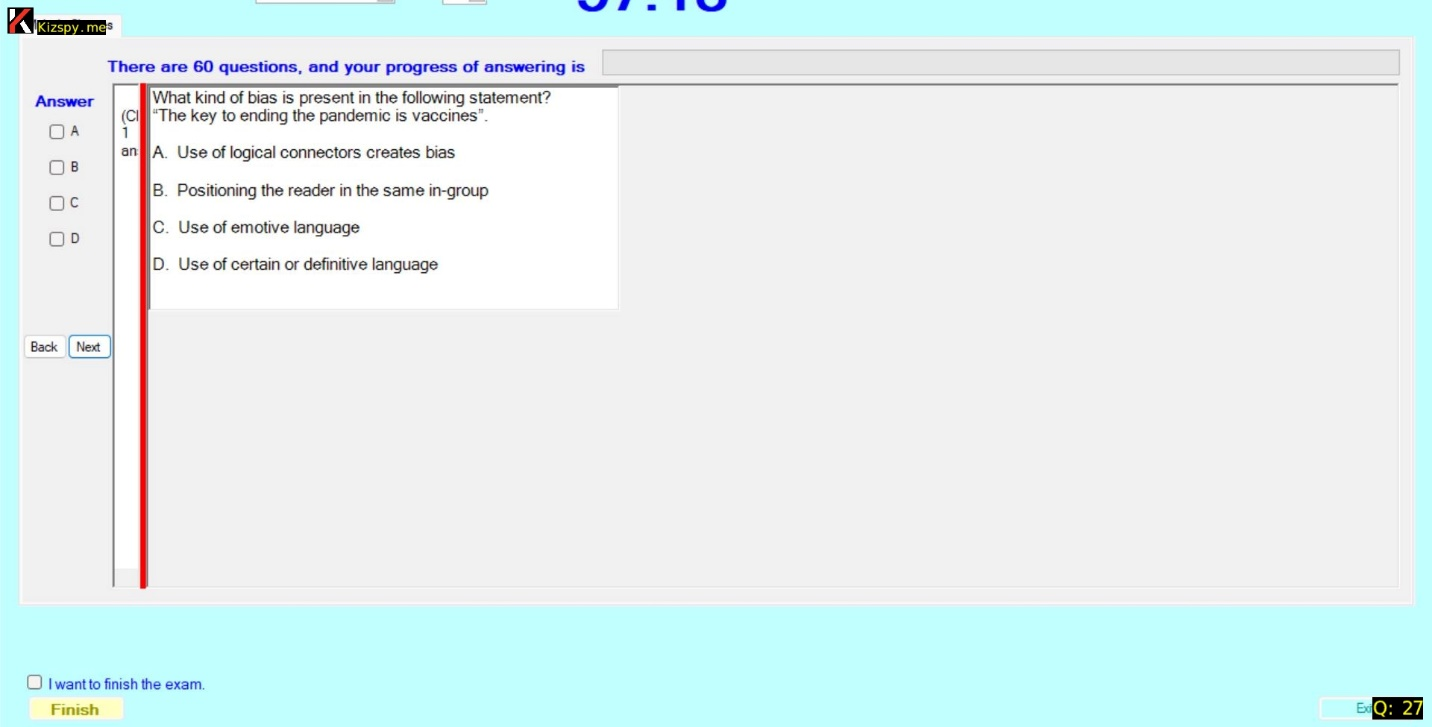 Kizspy.me
There are 60 questions, and your progress of answering is
Answer
A
B
C
D
Back
Next
(Cl
1
an
What kind of bias is present in the following statement?
“The key to ending the pandemic is vaccines”.
A. Use of logical connectors creates bias
B. Positioning the reader in the same in-group
C. Use of emotive language
D. Use of certain or definitive language
I want to finish the exam.
Finish
Q: 27